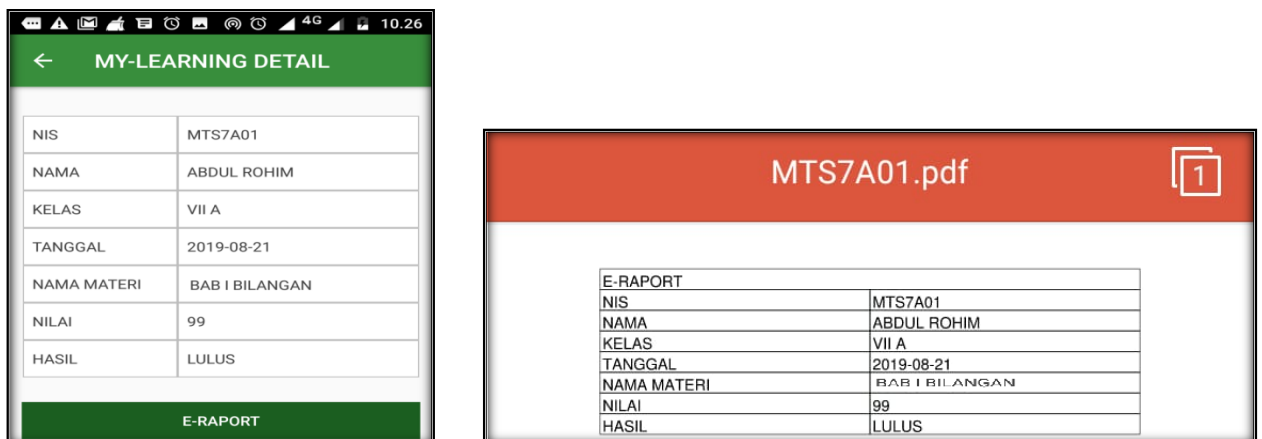 4G 10.26
MY-LEARNING DETAIL
NIS MTS7A01
NAMA ABDUL ROHIM
KELAS VII A
TANGGAL 2019-08-21
NAMA MATERI BAB I BILANGAN
NILAI 99
HASIL LULUS
E-RAPORT
MTS7A01.pdf 1
E-RAPORT
NIS MTS7A01
NAMA ABDUL ROHIM
KELAS VII A
TANGGAL 2019-08-21
NAMA MATERI BAB I BILANGAN
NILAI 99
HASIL LULUS